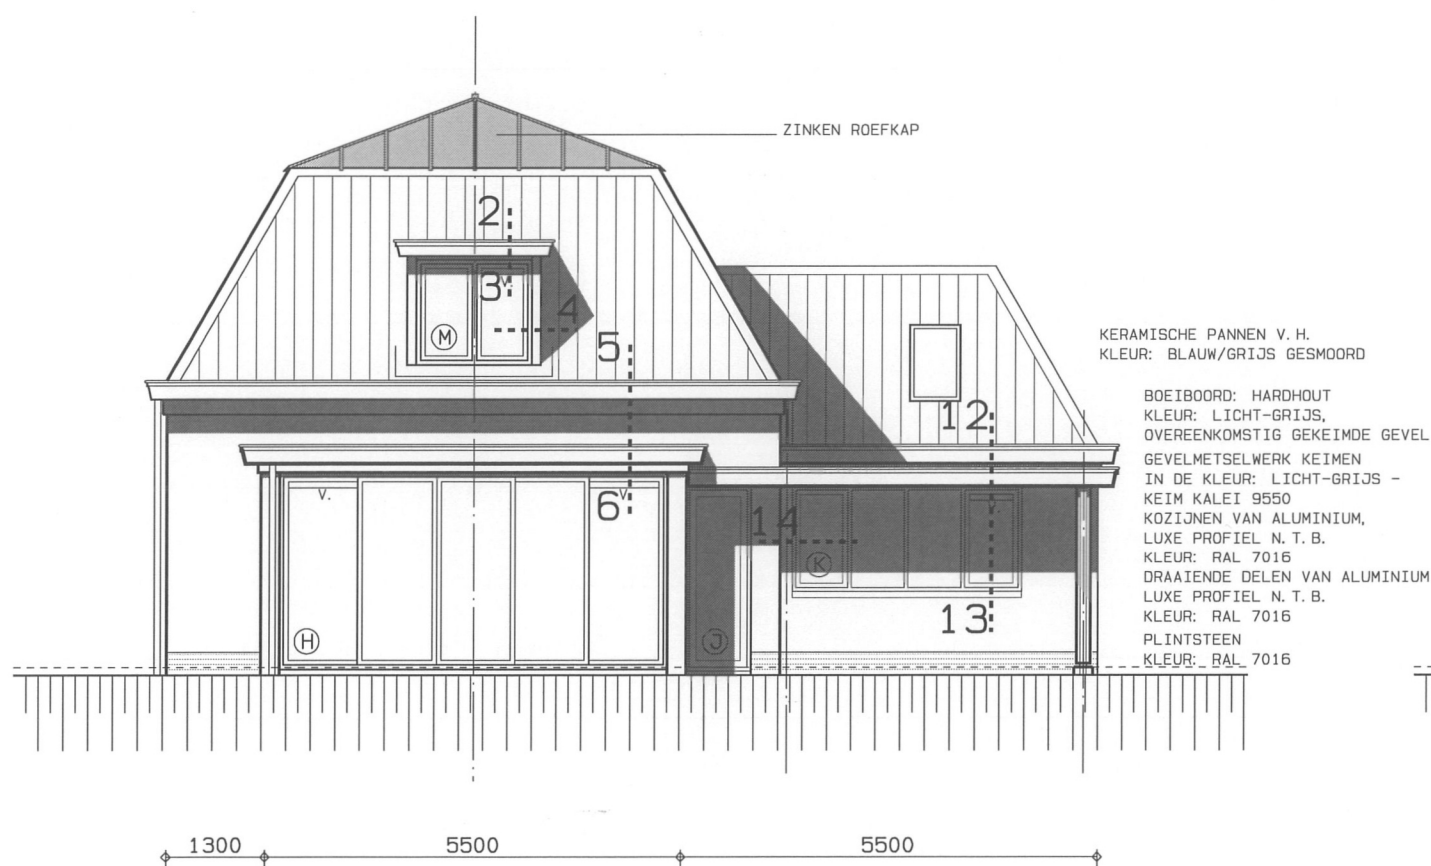 ZINKEN ROEFKAP
2
3
V.
4
M
5
KERAMISCHE PANNEN V. H.
KLEUR: BLAUW/GRIJS GESMOORD
BOEIBOORD: HARDHOUT
KLEUR: LICHT-GRIJS,
OVEREENKOMSTIG GEKEIMDE GEVEL
GEVELMETSELWERK KEIMEN
IN DE KLEUR: LICHT-GRIJS -
KEIM KALEI 9550
KOZIJNEN VAN ALUMINIUM,
LUXE PROFIEL N. T. B.
KLEUR: RAL 7016
DRAAIENDE DELEN VAN ALUMINIUM
LUXE PROFIEL N. T. B.
KLEUR: RAL 7016
PLINTSTEEN
KLEUR: RAL 7016
12
V.
V.
6
14
V.
K
13
H
J
1300
5500
5500